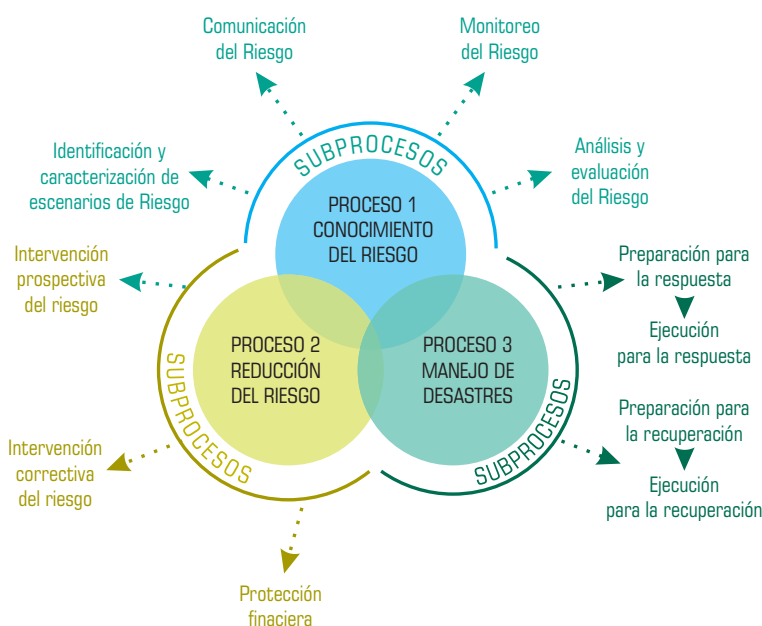 Comunicación
del Riesgo
Monitoreo
del Riesgo
Identificación y
caracterización de
escenarios de Riesgo
SUBPROCESOS
Análisis y
evaluación
del Riesgo
PROCESO 1
CONOCIMIENTO
DEL RIESGO
Intervención
prospectiva
del riesgo
Preparación para
la respuesta
Ejecución
para la respuesta
PROCESO 2
REDUCCIÓN
DEL RIESGO
PROCESO 3
MANEJO DE
DESASTRES
SUBPROCESOS
SUBPROCESOS
Preparación para
la recuperación
Ejecución
para la recuperación
Intervención
correctiva
del riesgo
Protección
finaciera